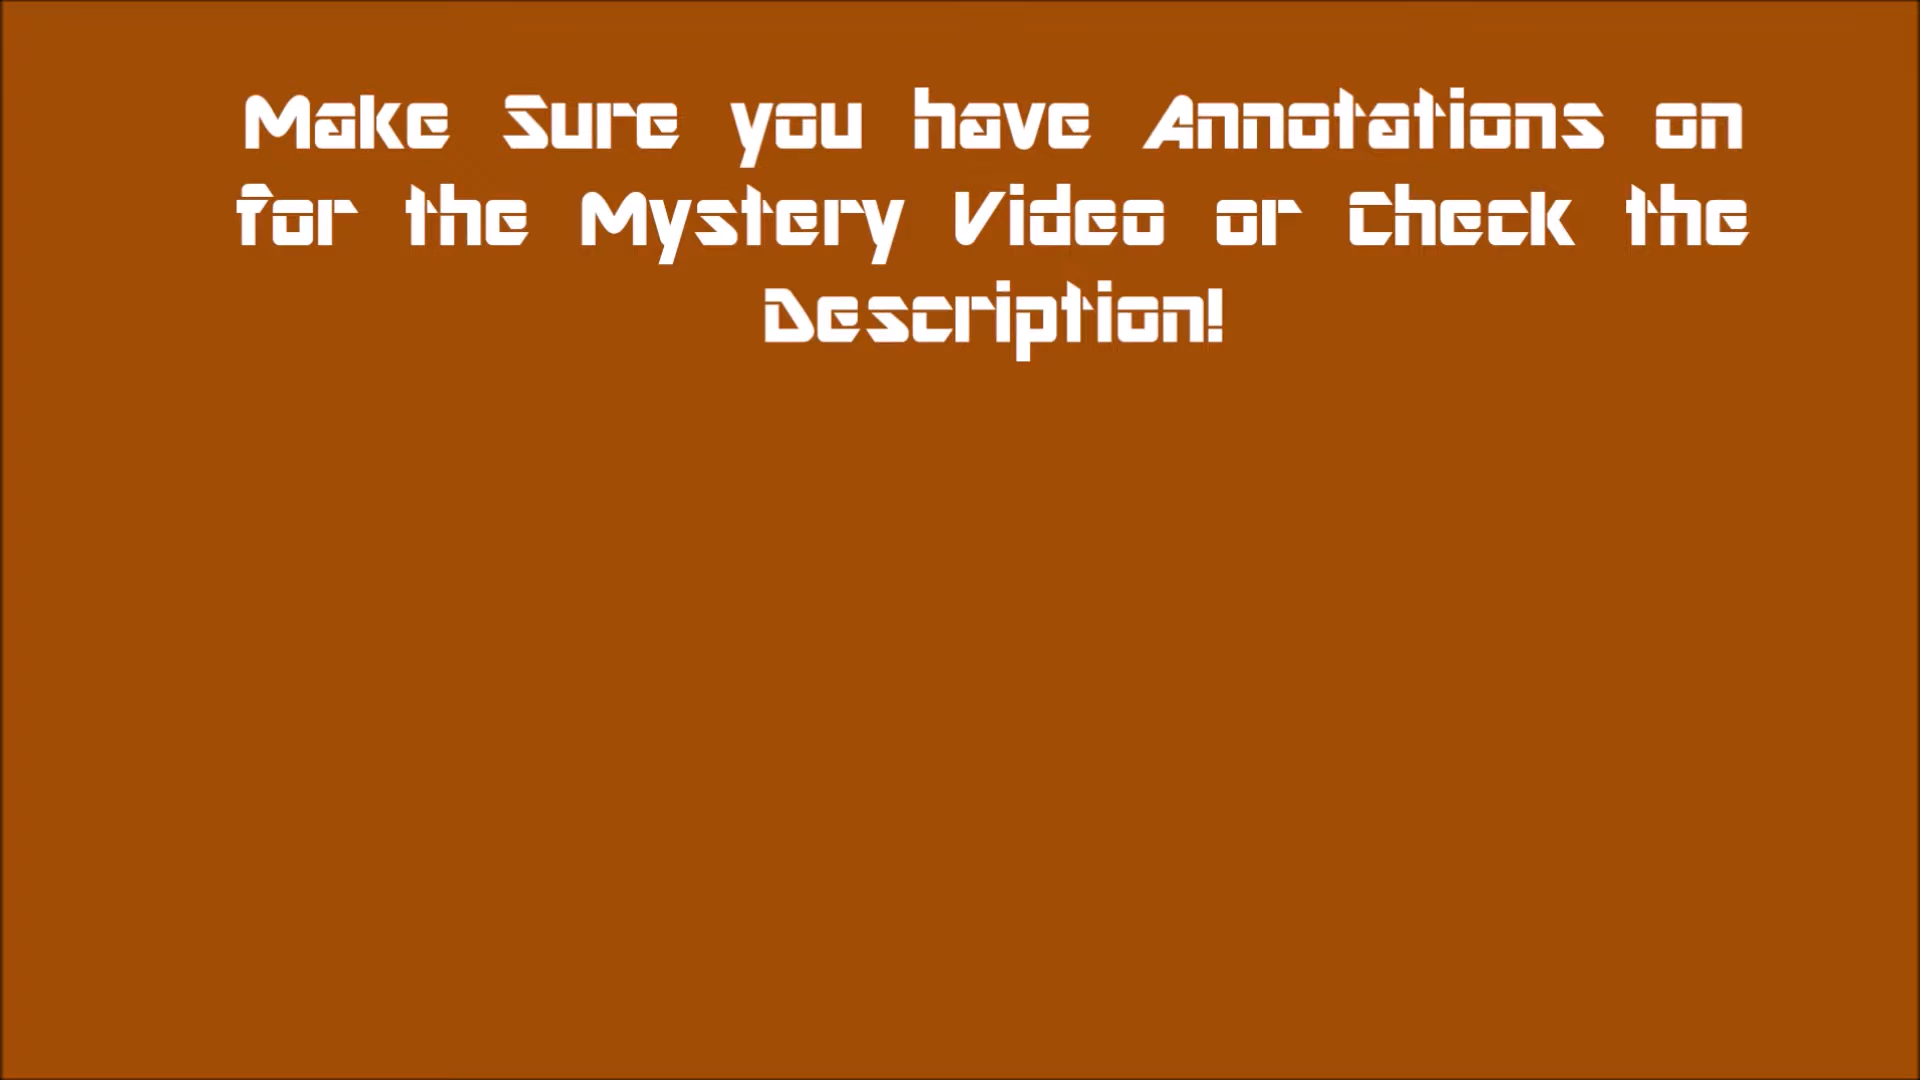 Make Sure you have Annotations on
for the Mystery Video or Check the
Description!